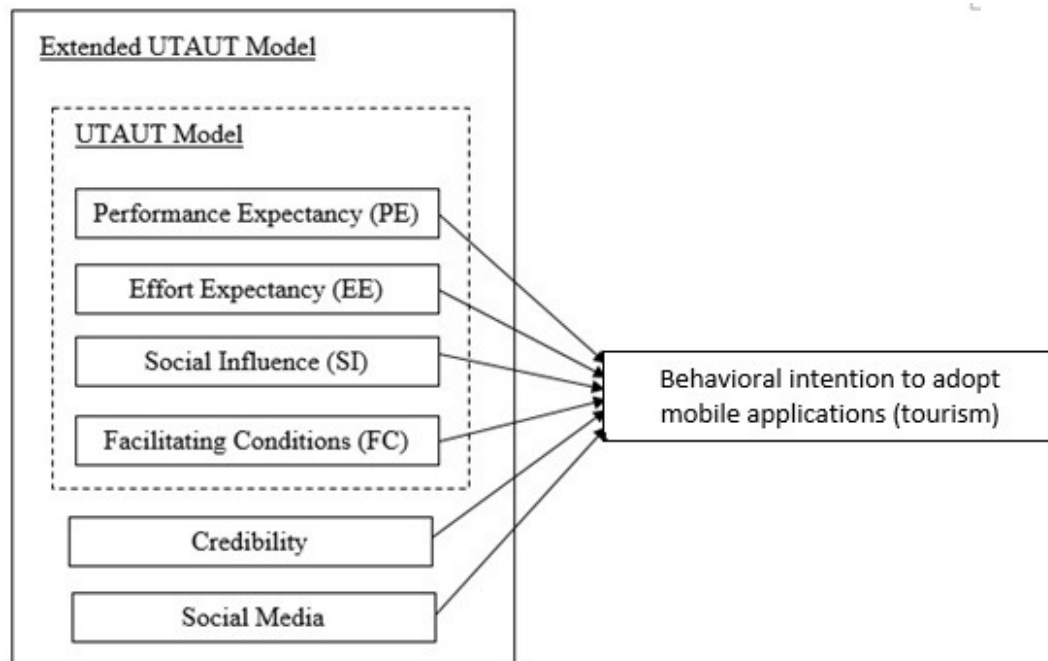 Extended UTAUT Model
UTAUT Model
Performance Expectancy (PE)
Effort Expectancy (EE)
Social Influence (SI)
Facilitating Conditions (FC)
Credibility
Social Media
Behavioral intention to adopt
mobile applications (tourism)